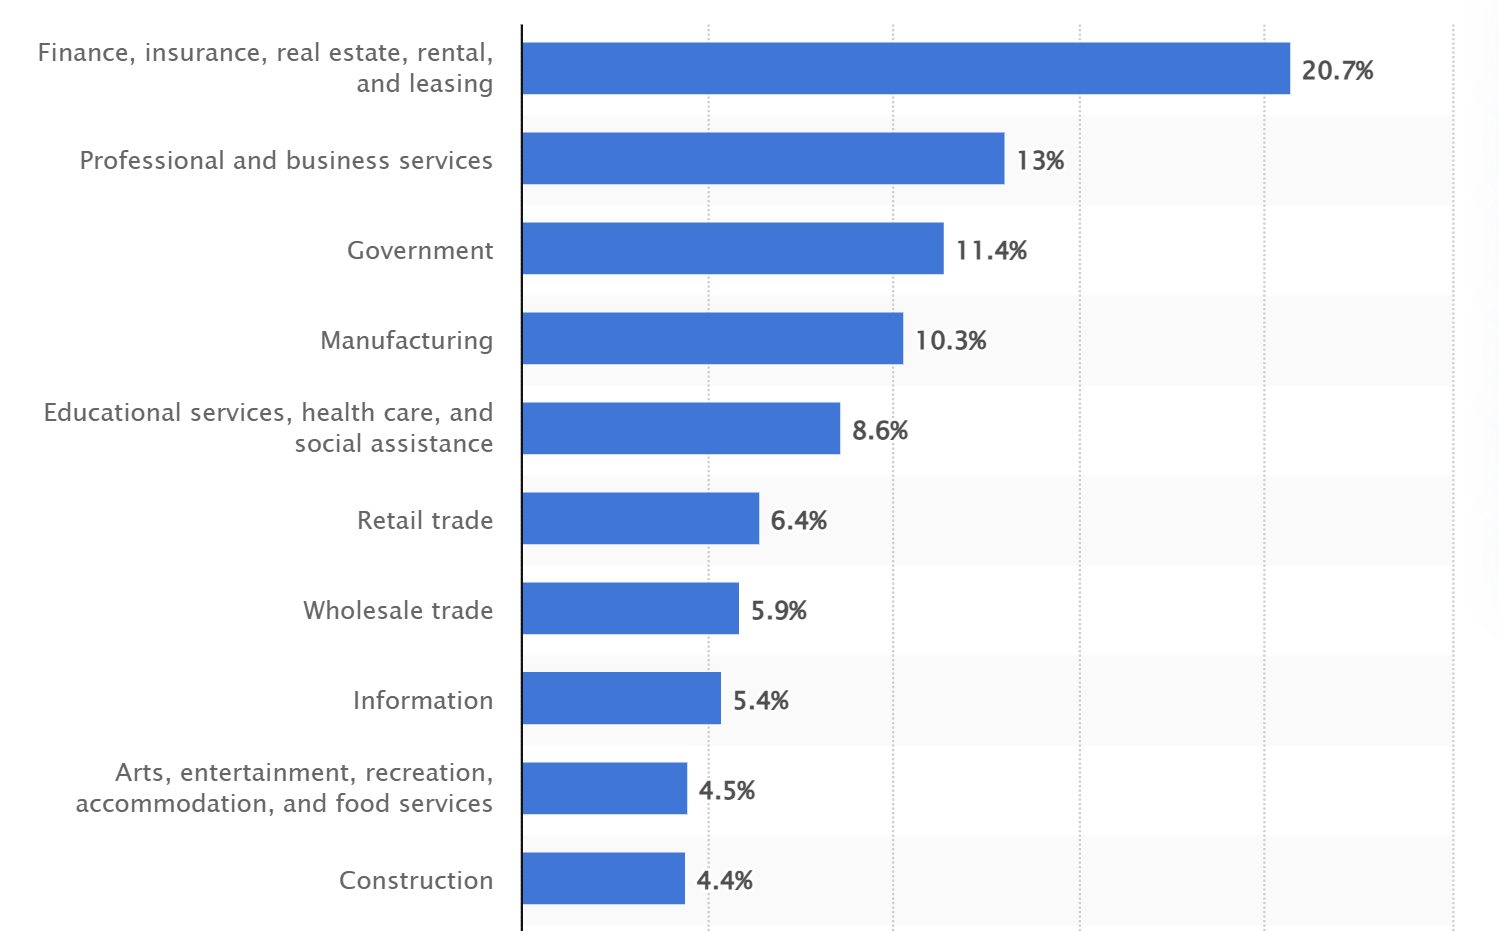 Finance, insurance, real estate, rental,
and leasing
20.7%
Professional and business services
13%
Government
11.4%
Manufacturing
10.3%
Educational services, health care, and
social assistance
8.6%
Retail trade
6.4%
Wholesale trade
5.9%
Information
5.4%
Arts, entertainment, recreation,
accommodation, and food services
4.5%
Construction
4.4%